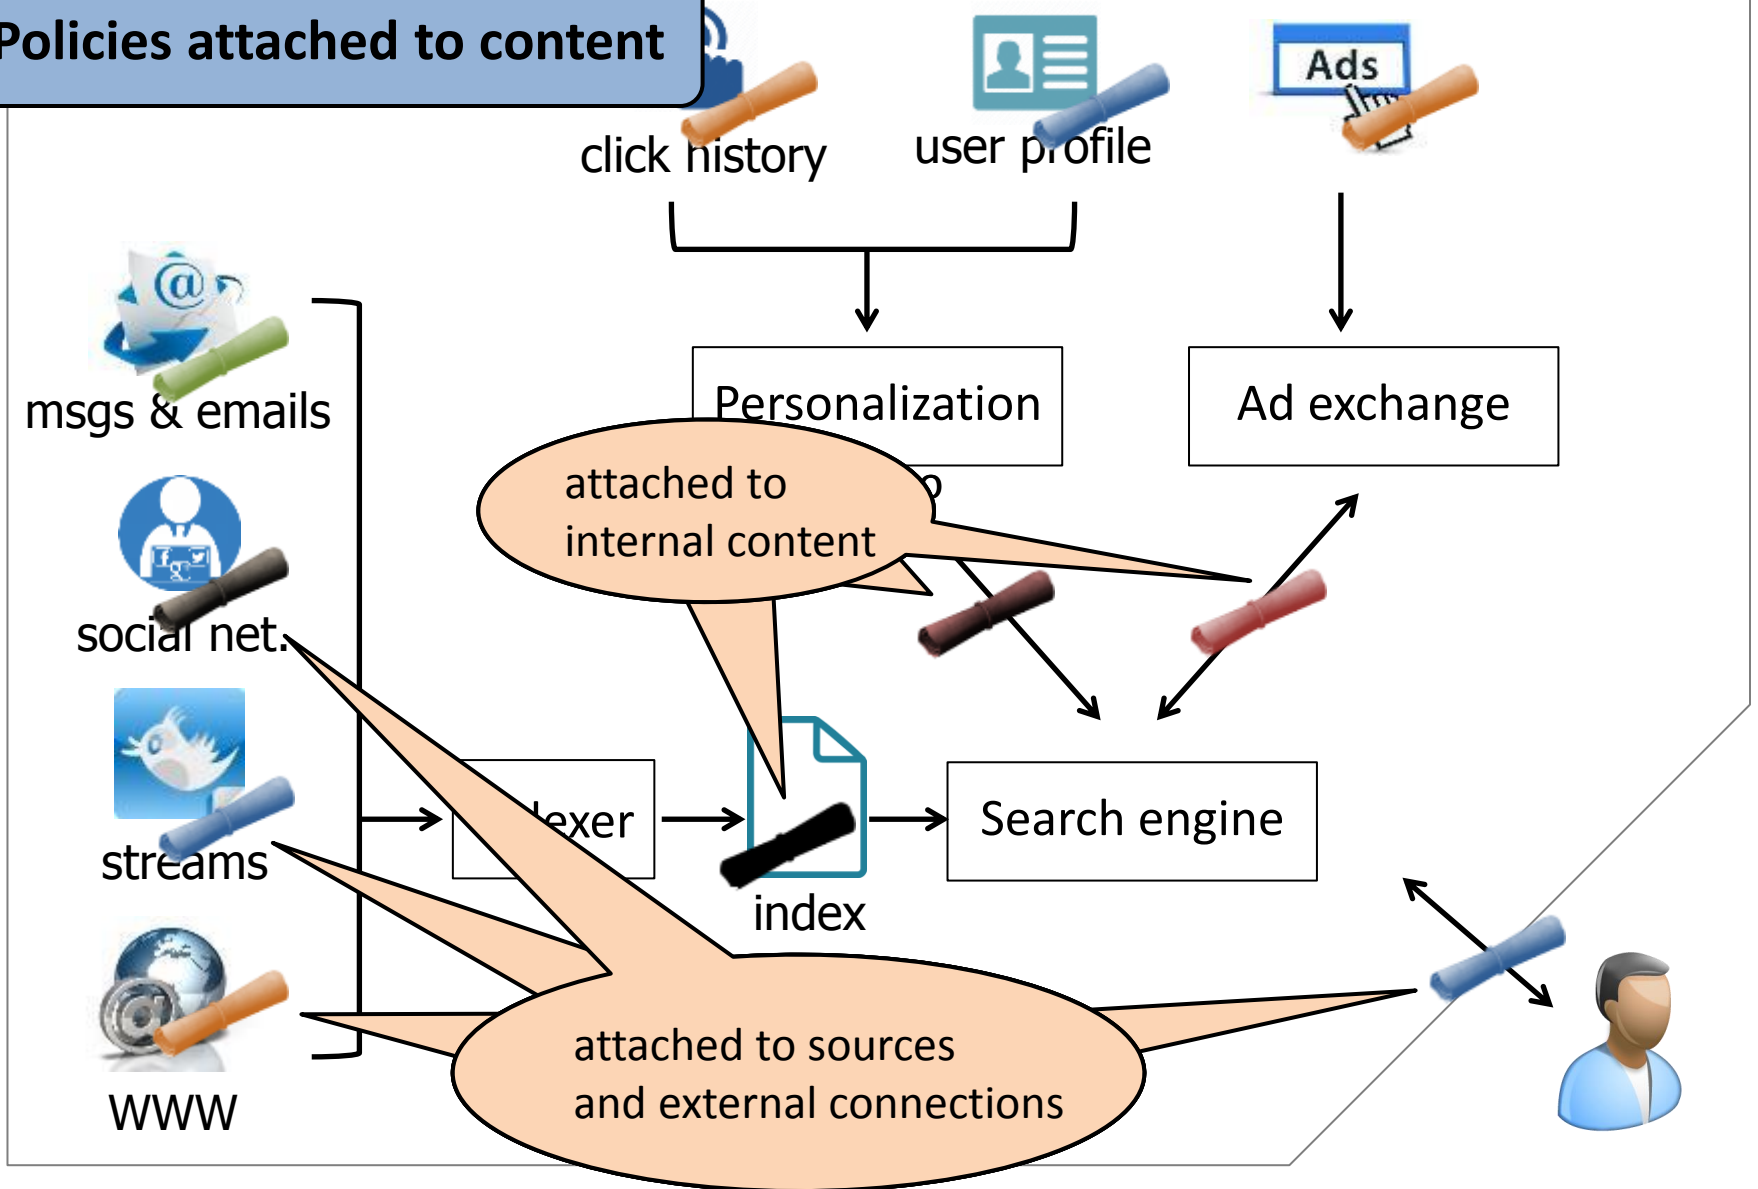 Policies attached to content
Ads
click history
user profile
@
msgs & emails
Personalization
Ad exchange
attached to
internal content
social net.
streams
Search engine
index
attached to sources
and external connections
WWW